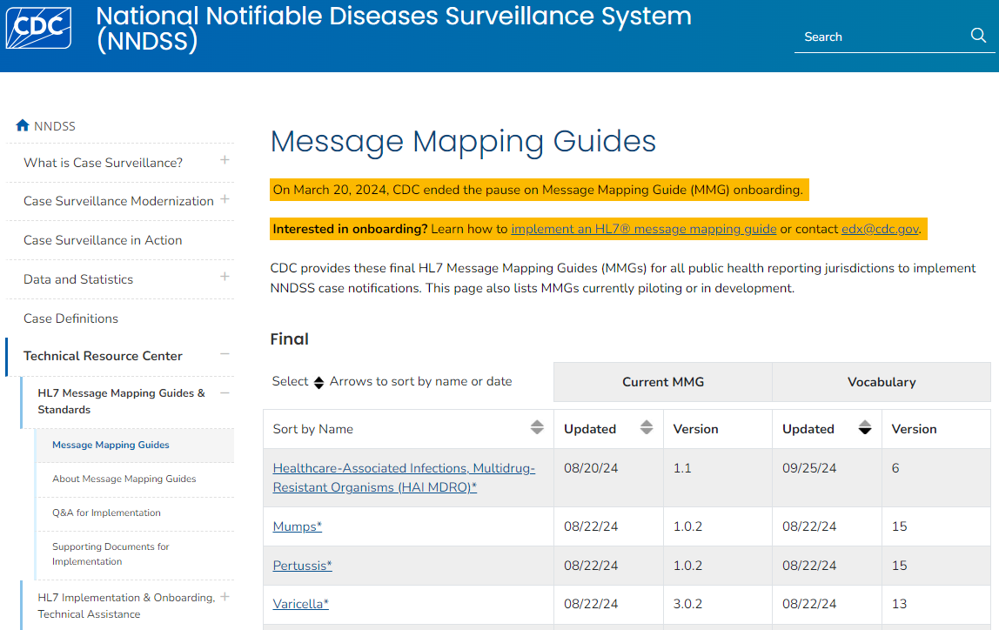 CDC
National Notifiable Diseases Surveillance System
(NNDSS)
Search
NNDSS
What is Case Surveillance?
Case Surveillance Modernization
Case Surveillance in Action
Data and Statistics
Case Definitions
Technical Resource Center
HL7 Message Mapping Guides &
Standards
Message Mapping Guides
About Message Mapping Guides
Q&A for Implementation
Supporting Documents for
Implementation
HL7 Implementation & Onboarding,
Technical Assistance
Message Mapping Guides
On March 20, 2024, CDC ended the pause on Message Mapping Guide (MMG) onboarding.
Interested in onboarding? Learn how to implement an HL7® message mapping guide or contact edx@cdc.gov.
CDC provides these final HL7 Message Mapping Guides (MMGs) for all public health reporting jurisdictions to implement
NNDSS case notifications. This page also lists MMGs currently piloting or in development.
Final
Select Arrows to sort by name or date Current MMG Vocabulary
Sort by Name Updated Version Updated Version
Healthcare-Associated Infections, Multidrug- 08/20/24 1.1 09/25/24 6
Resistant Organisms (HAI MDRO)*
Mumps* 08/22/24 1.0.2 08/22/24 15
Pertussis* 08/22/24 1.0.2 08/22/24 15
Varicella* 08/22/24 3.0.2 08/22/24 13